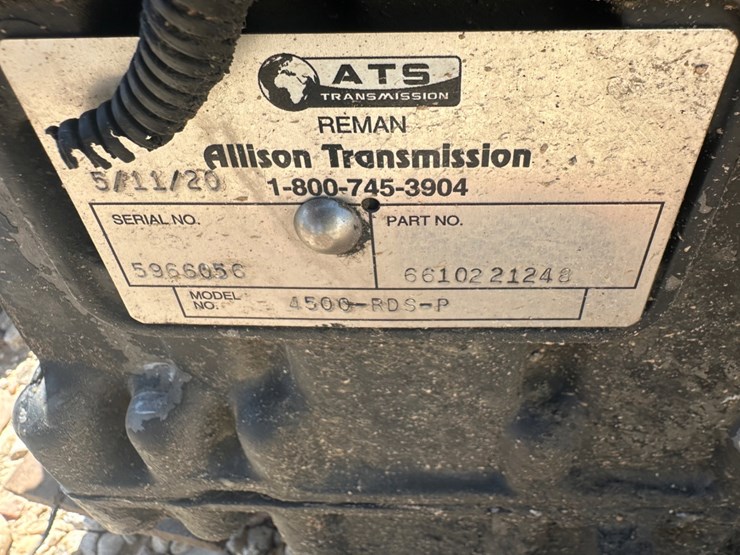 ATS
TRANSMISSION
REMAN
Allison Transmission
5/11/20
1-800-745-3904
SERIAL NO.
5966056
PART NO.
6610221248
MODEL NO.
4500-RDS-P